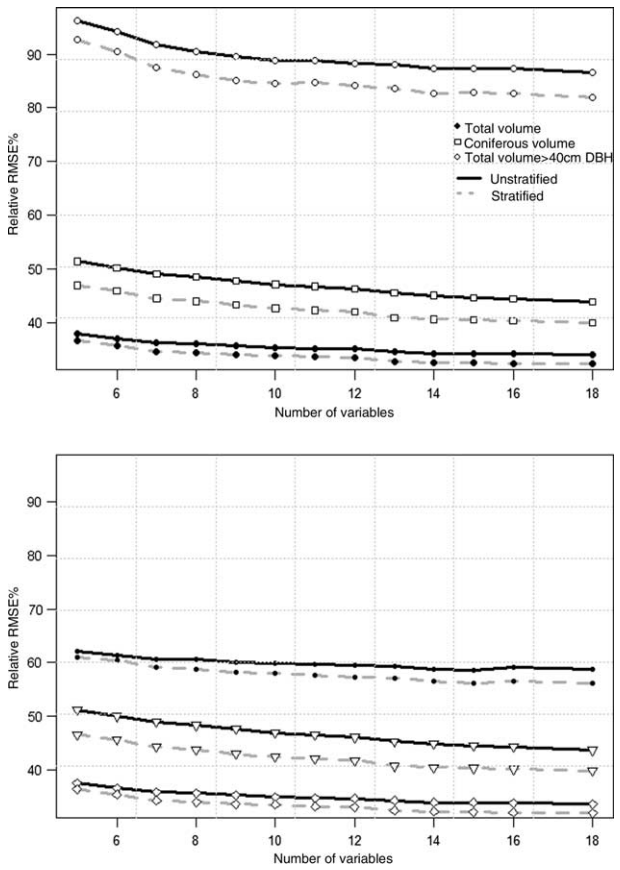 90
80
70
60
50
40
Relative RMSE%
Total volume
Coniferous volume
Total volume>40cm DBH
Unstratified
Stratified
6 8 10 12 14 16 18
Number of variables
90
80
70
60
50
40
Relative RMSE%
6 8 10 12 14 16 18
Number of variables